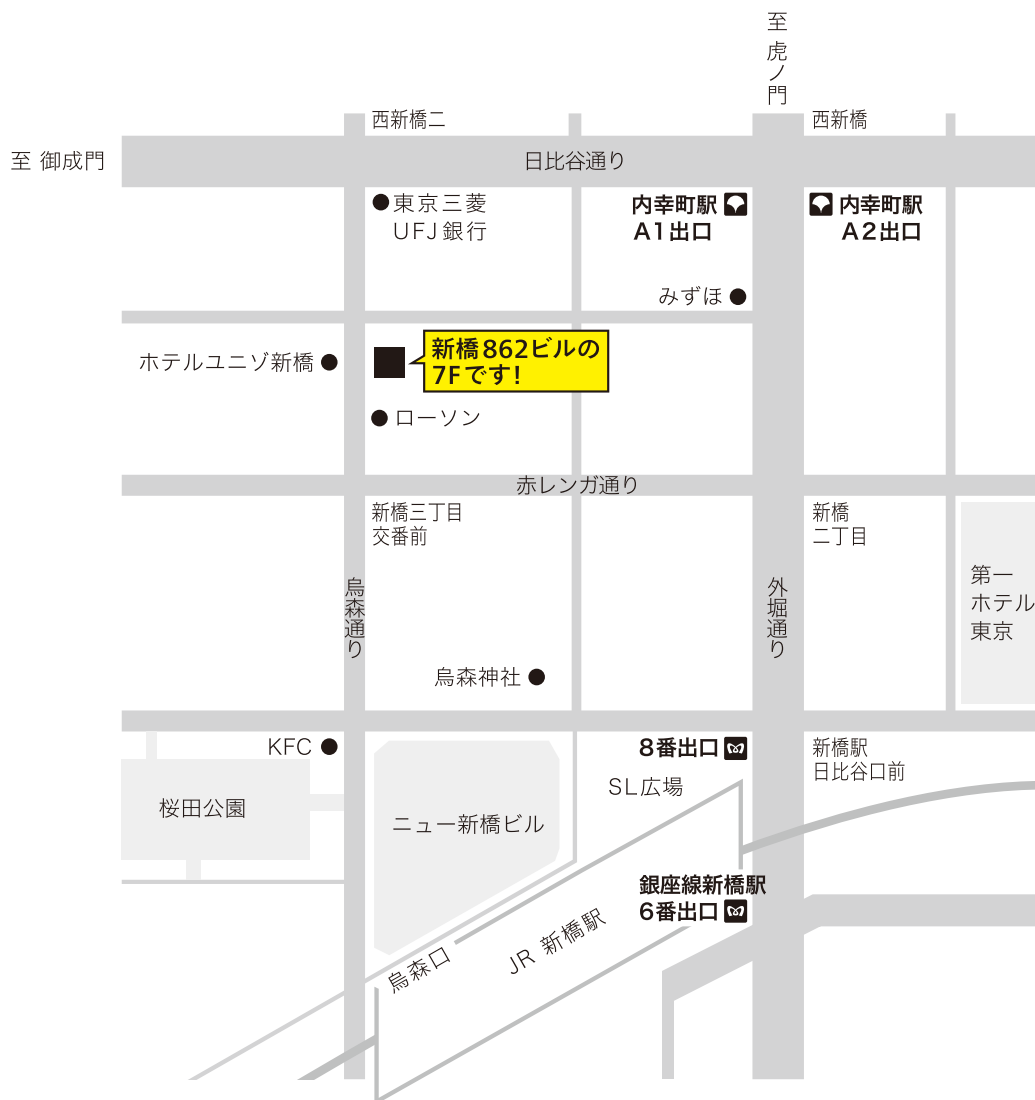 至 虎ノ門
西新橋二
西新橋
至 御成門
日比谷通り
東京三菱
UFJ銀行
内幸町駅
A1出口
内幸町駅
A2出口
みずほ
ホテルユニゾ新橋
新橋862ビルの
7Fです!
ローソン
赤レンガ通り
新橋三丁目
交番前
新橋
二丁目
烏森通り
外堀通り
第一
ホテル
東京
烏森神社
KFC
8番出口
新橋駅
日比谷口前
SL広場
桜田公園
ニュー新橋ビル
銀座線新橋駅
6番出口
JR 新橋駅
烏森口